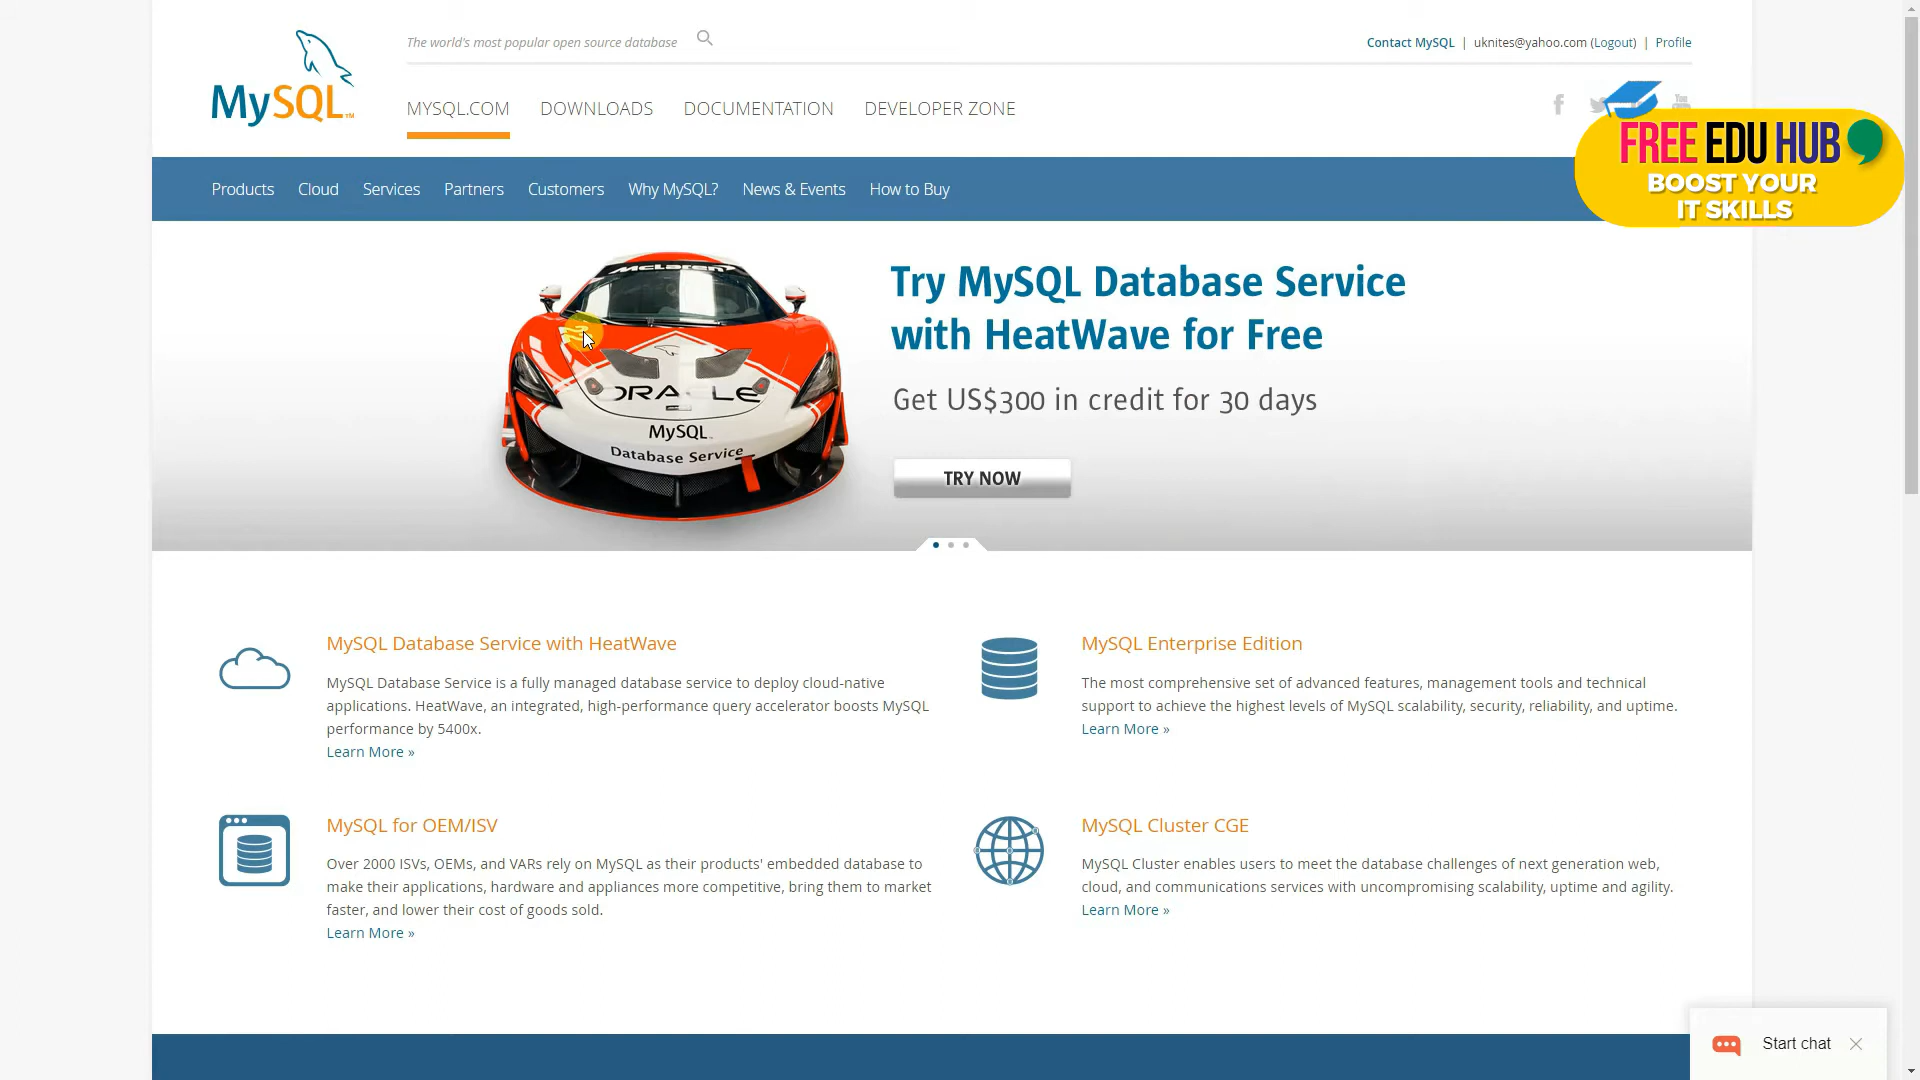 The world's most popular open source database
Contact MySQL | uknites@yahoo.com (Logout) | Profile
MySQL™
MYSQL.COM DOWNLOADS DOCUMENTATION DEVELOPER ZONE
FREE EDU HUB
BOOST YOUR
IT SKILLS
Products Cloud Services Partners Customers Why MySQL? News & Events How to Buy
McLaren
ORACLE
MySQL™
Database Service
Try MySQL Database Service
with HeatWave for Free
Get US$300 in credit for 30 days
TRY NOW
MySQL Database Service with HeatWave
MySQL Database Service is a fully managed database service to deploy cloud-native
applications. HeatWave, an integrated, high-performance query accelerator boosts MySQL
performance by 5400x.
Learn More »
MySQL Enterprise Edition
The most comprehensive set of advanced features, management tools and technical
support to achieve the highest levels of MySQL scalability, security, reliability, and uptime.
Learn More »
MySQL for OEM/ISV
Over 2000 ISVs, OEMs, and VARs rely on MySQL as their products' embedded database to
make their applications, hardware and appliances more competitive, bring them to market
faster, and lower their cost of goods sold.
Learn More »
MySQL Cluster CGE
MySQL Cluster enables users to meet the database challenges of next generation web,
cloud, and communications services with uncompromising scalability, uptime and agility.
Learn More »
Start chat